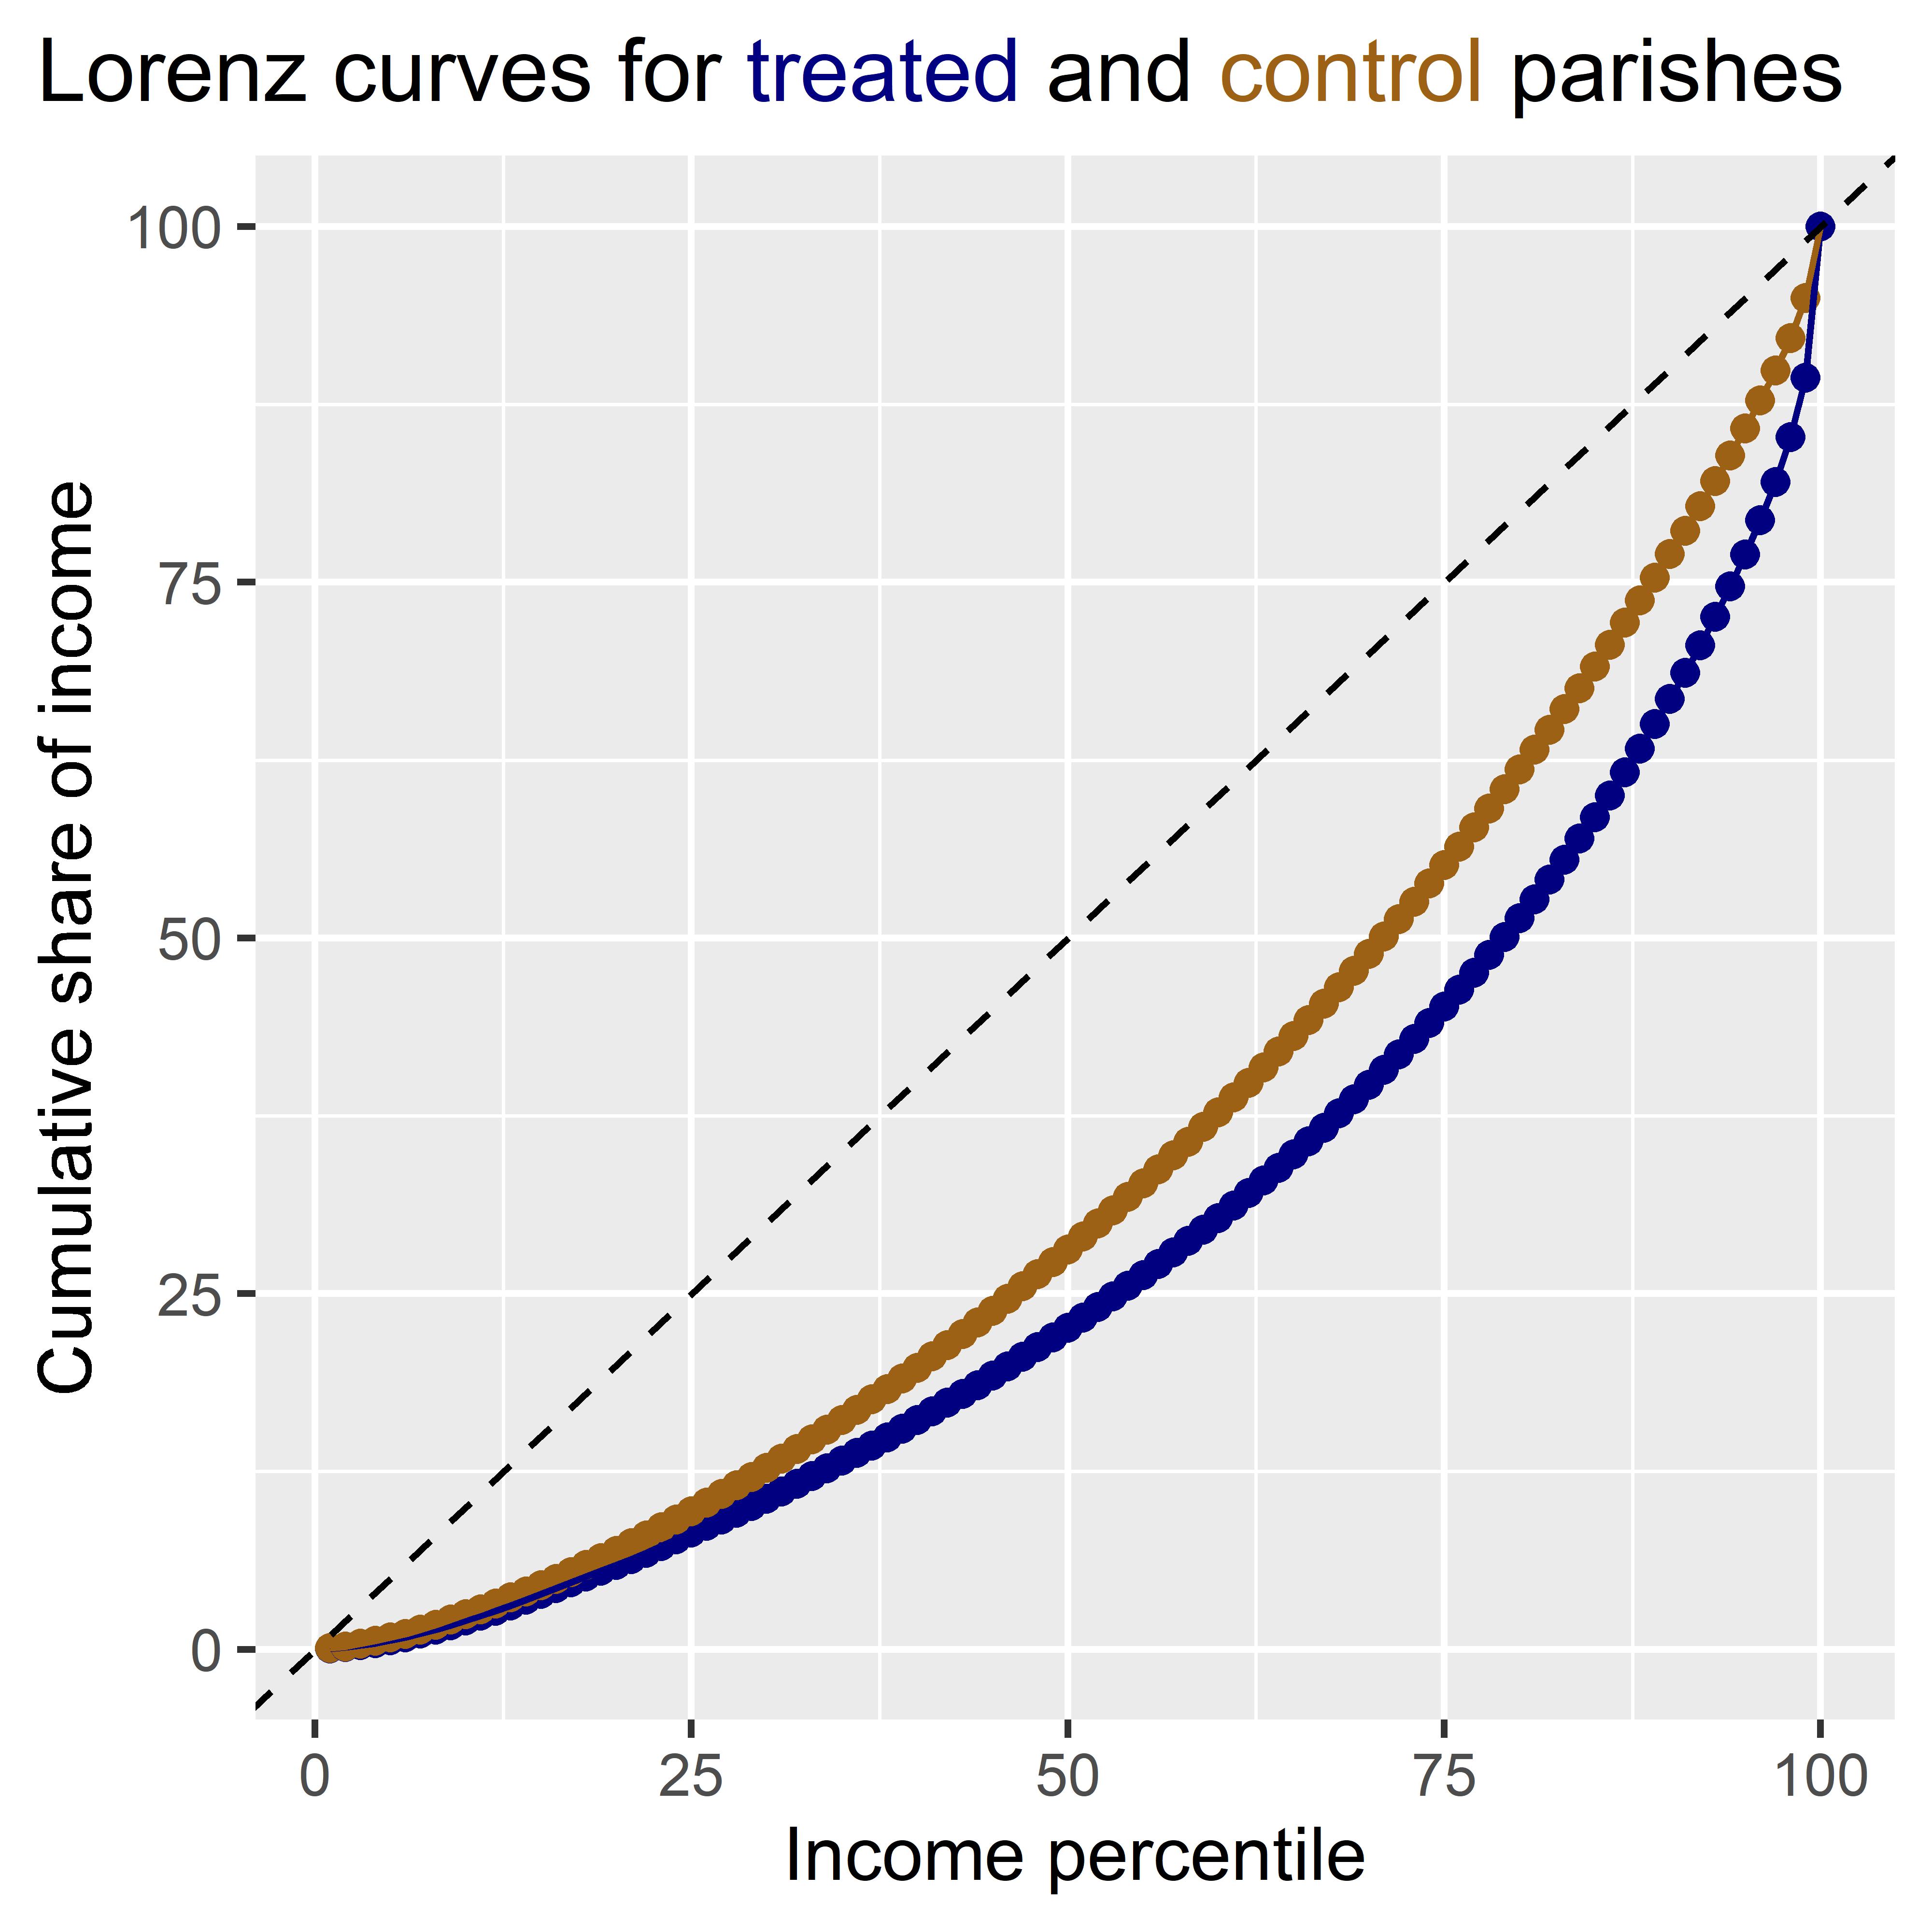 Lorenz curves for treated and control parishes
100
75
50
25
0
Cumulative share of income
0 25 50 75 100
Income percentile